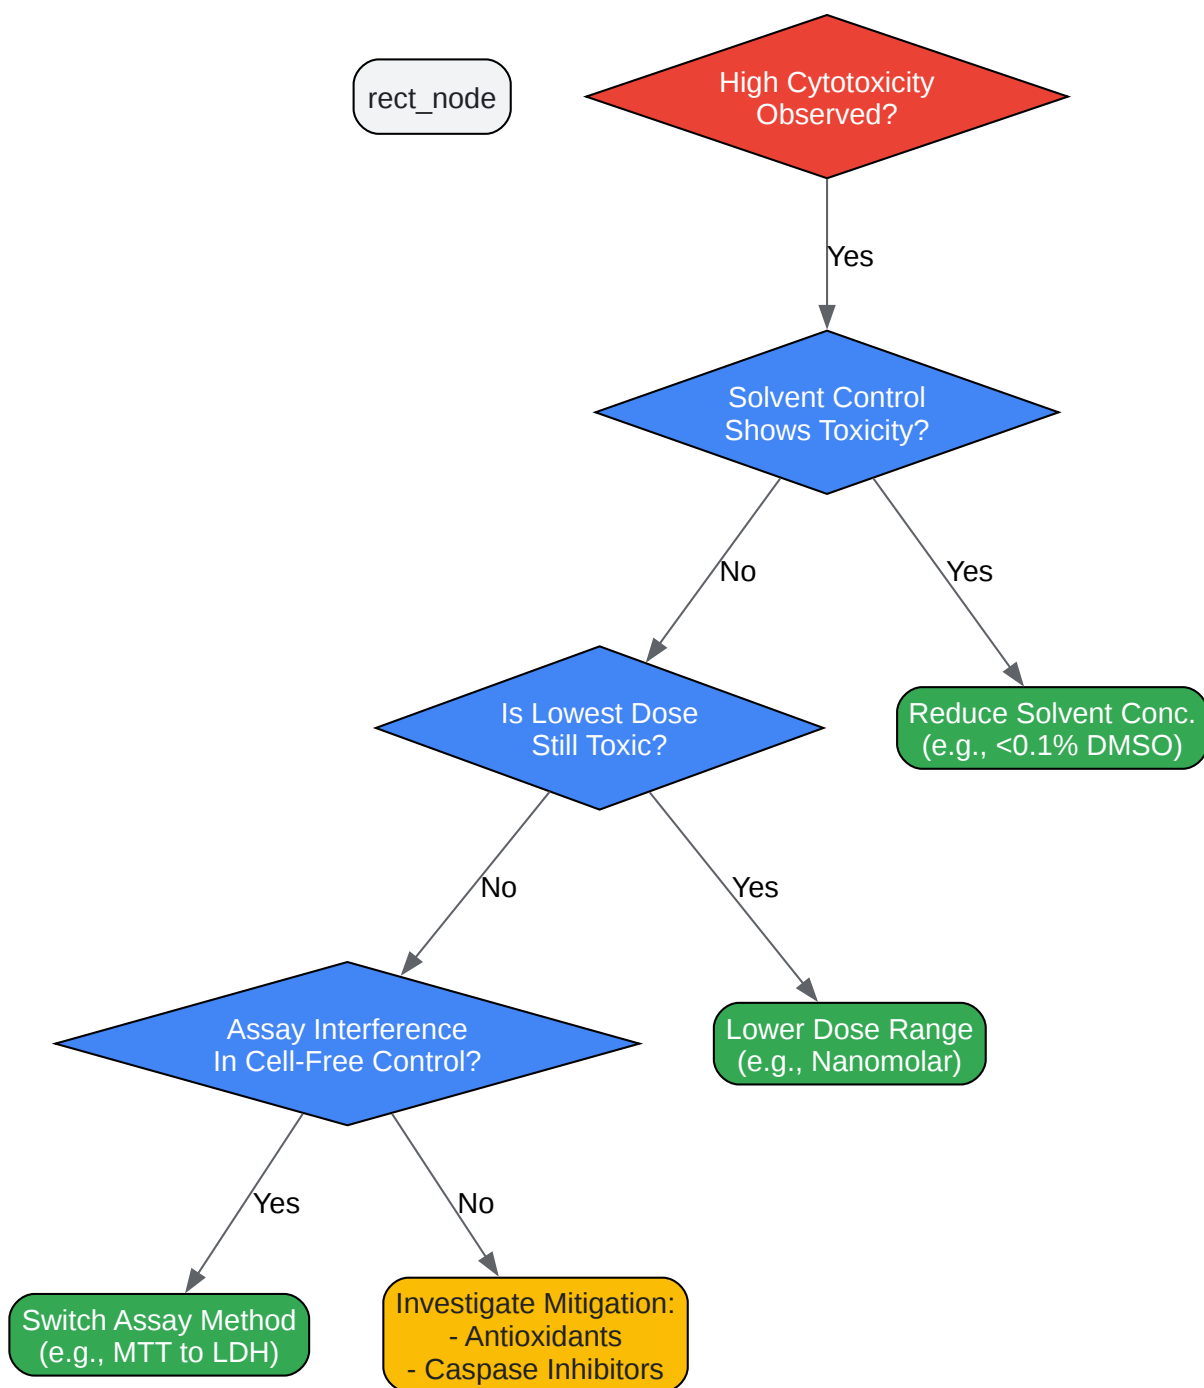 rect_node
High Cytotoxicity
Observed?
Yes
Solvent Control
Shows Toxicity?
No
Yes
Is Lowest Dose
Still Toxic?
Reduce Solvent Conc.
(e.g., <0.1% DMSO)
No
Yes
Assay Interference
In Cell-Free Control?
Lower Dose Range
(e.g., Nanomolar)
Yes
No
Switch Assay Method
(e.g., MTT to LDH)
Investigate Mitigation:
- Antioxidants
- Caspase Inhibitors